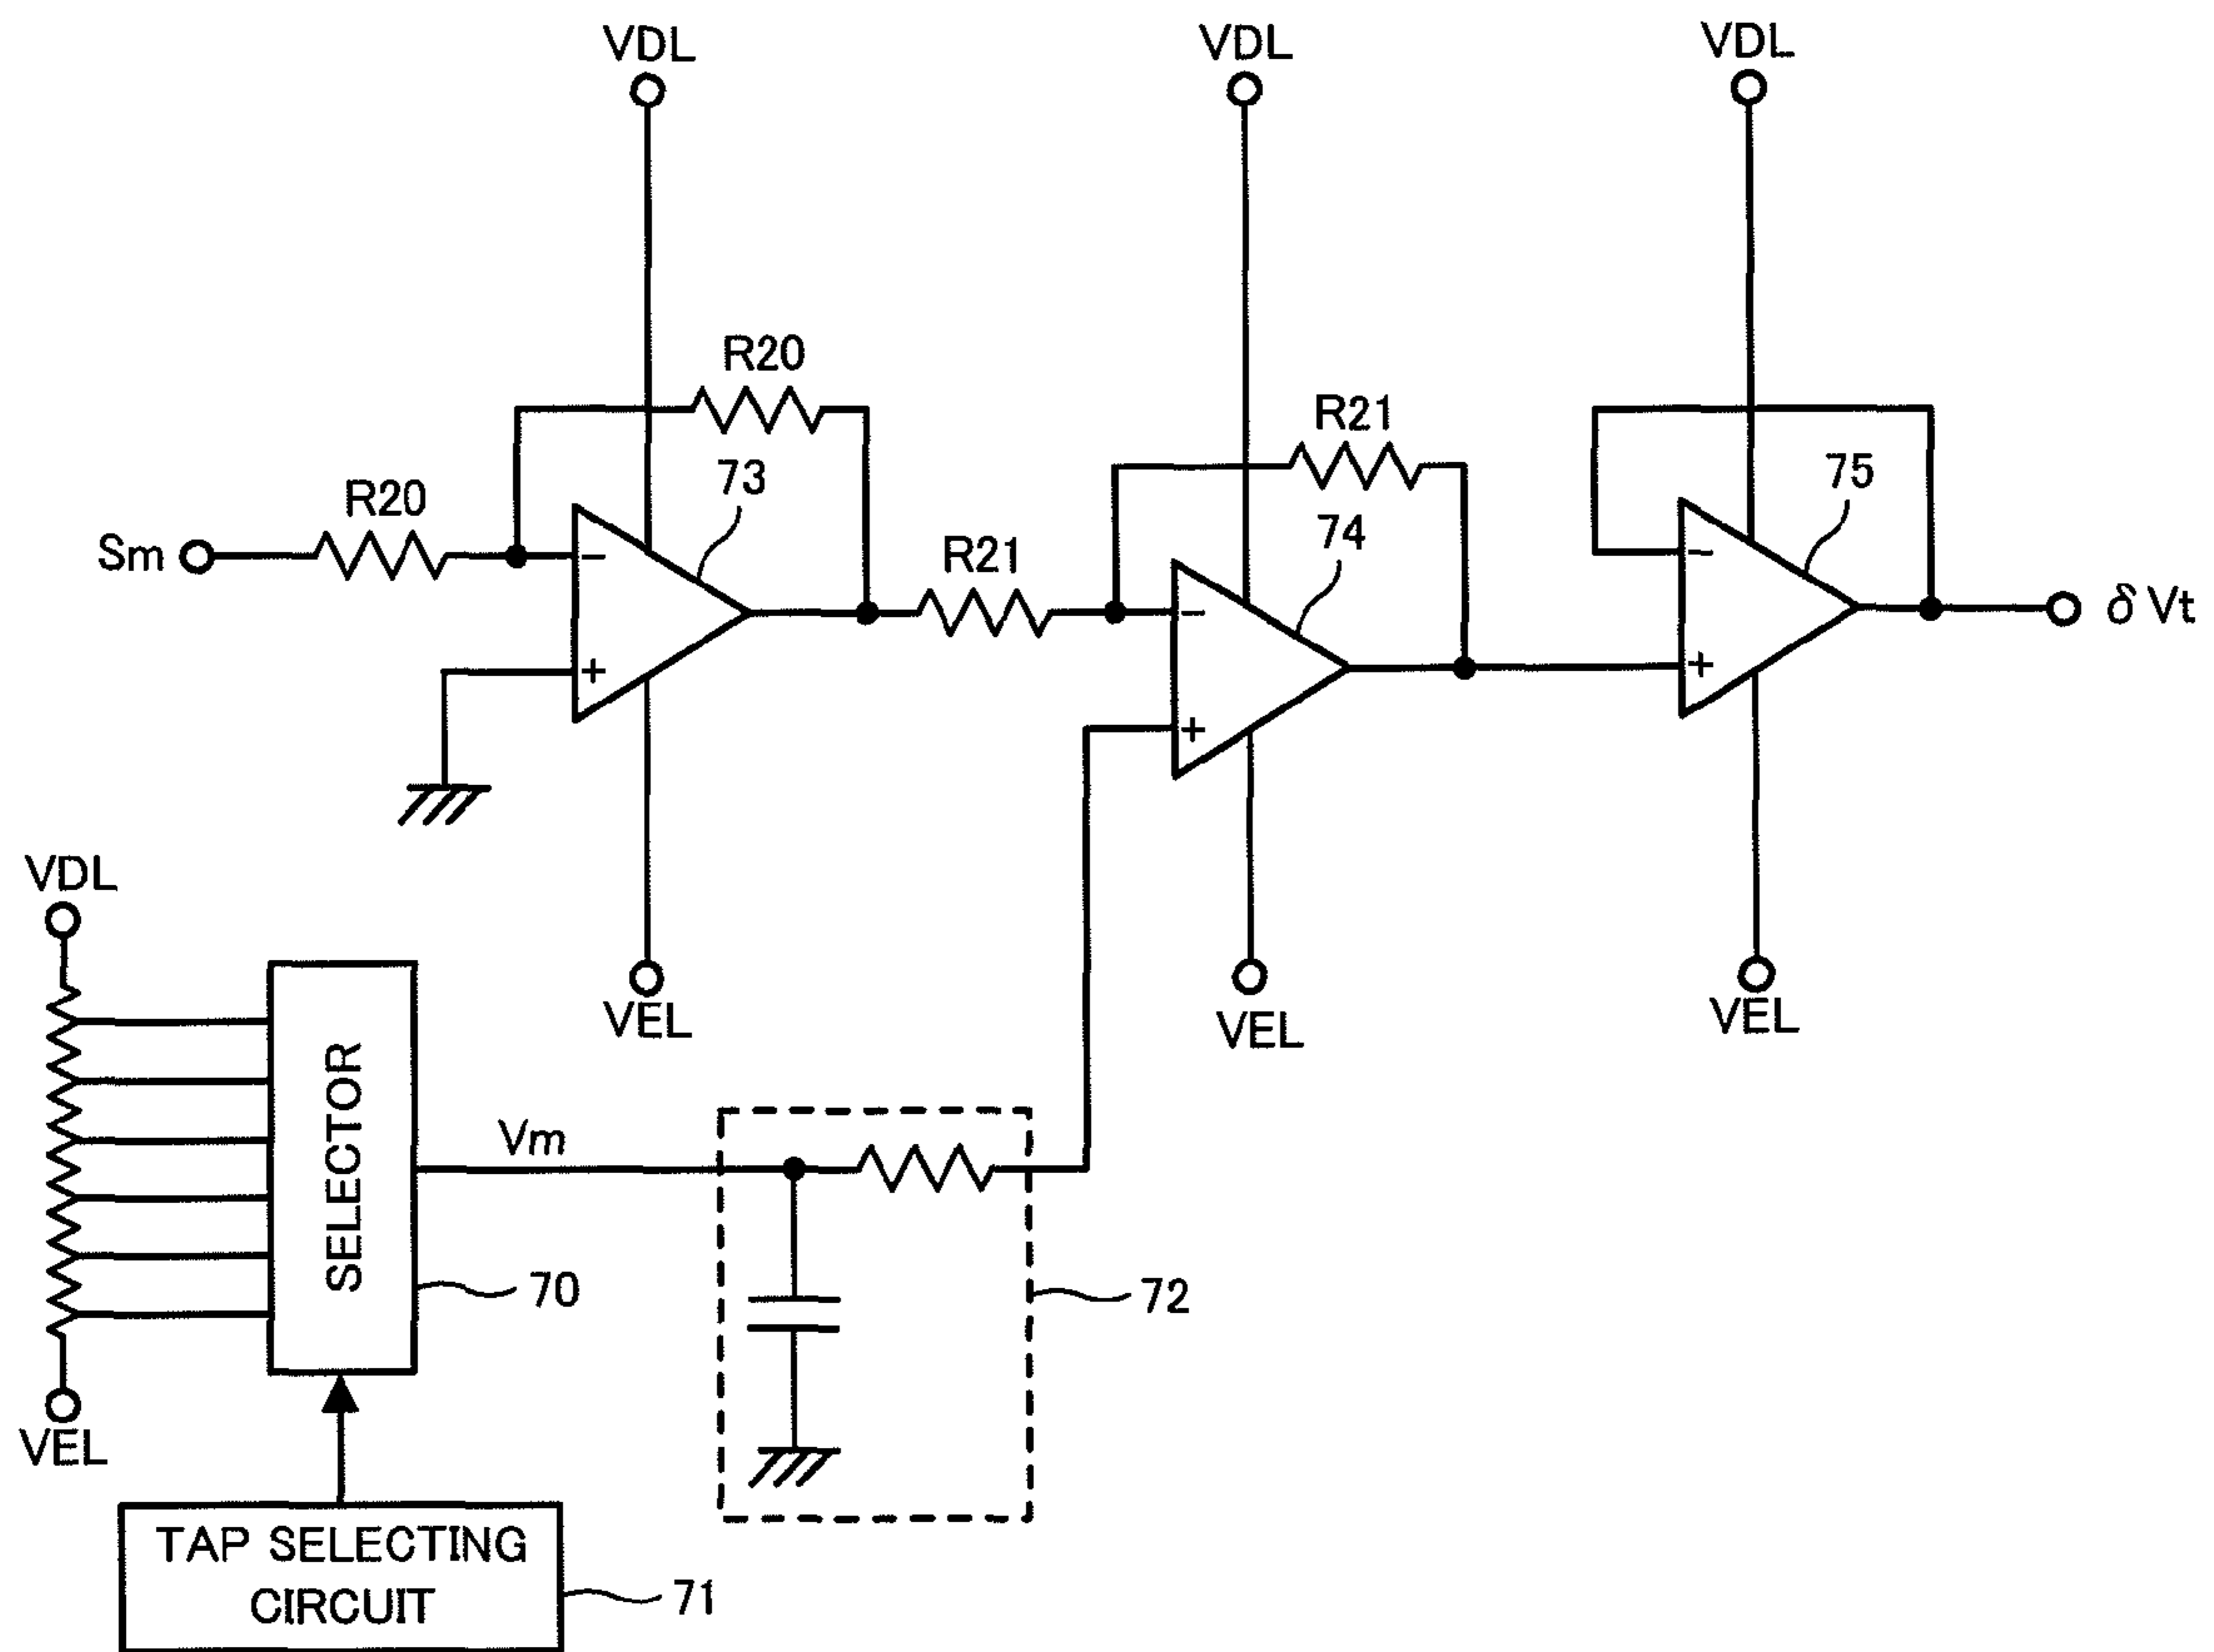 VDL
VDL
VDL
R20
R21
73
75
R20
74
Sm
R21
−
−
−
δVt
+
+
+
VDL
VEL
VEL
VEL
SELECTOR
Vm
70
72
VEL
TAP SELECTING
CIRCUIT
71